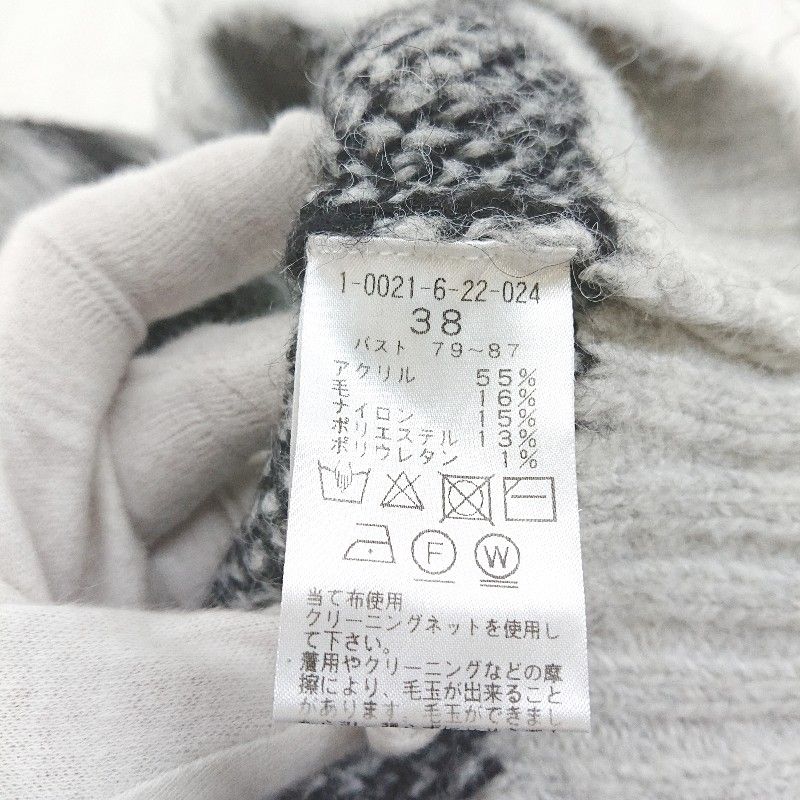 1-0021-6-22-024
38
バスト 79~87
アクリル 55%
毛 16%
ナイロン 15%
ポリエステル 13%
ポリウレタン 1%
F W
当て布使用
クリーニングネットを使用し
て下さい。
着用やクリーニングなどの摩
擦により、毛玉が出来ること
があります 毛玉ができまし